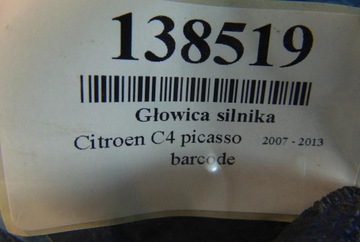 138519
Głowica silnika
Citroen C4 picasso 2007 - 2013
barcode